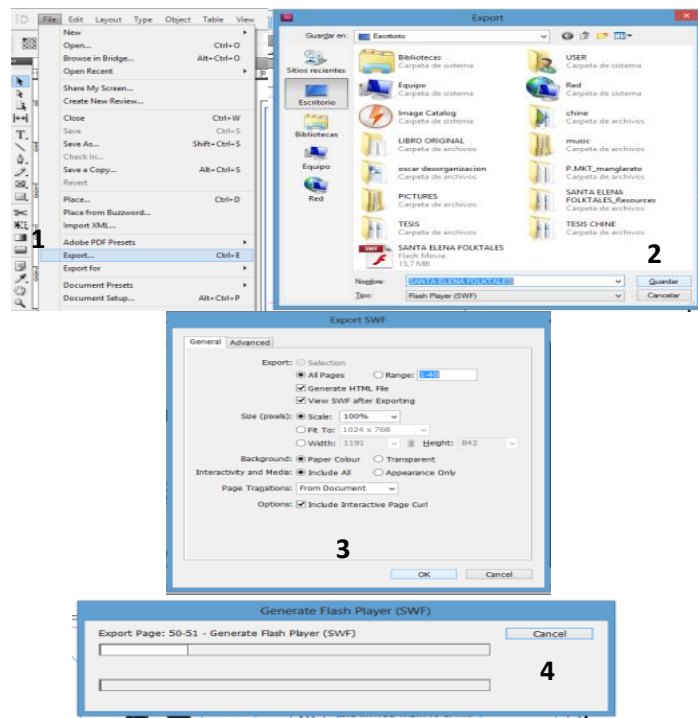 ID File Edit Layout Type Object Table View
New
Open... Ctrl+O
Browse in Bridge... Alt+Ctrl+O
Open Recent
Share My Screen...
Create New Review...
Close Ctrl+W
Save Ctrl+S
Save As... Shift+Ctrl+S
Check In...
Save a Copy... Alt+Ctrl+S
Revert
Place... Ctrl+D
Place from Buzzword...
Import XML...
Adobe PDF Presets
Export... Ctrl+E
Export for
Document Presets
Document Setup... Alt+Ctrl+P
1
Export
Guardar en: Escritorio
Sitios recientes
Escritorio
Bibliotecas
Equipo
Red
Bibliotecas
Carpeta de sistema
USER
Carpeta de sistema
Equipo
Carpeta de sistema
Red
Carpeta de sistema
Image Catalog
Carpeta de archivos
chine
Carpeta de archivos
LIBRO ORIGINAL
Carpeta de archivos
music
Carpeta de archivos
oscar desorganizacion
Carpeta de archivos
P.MKT_manglarato
Carpeta de archivos
PICTURES
Carpeta de archivos
SANTA ELENA
FOLKTALES_Resources
Carpeta de archivos
TESIS
Carpeta de archivos
TESIS CHINE
Carpeta de archivos
SWF
SANTA ELENA FOLKTALES
Flash Movie
13,7 MB
2
Nombre: SANTA ELENA FOLKTALES Guardar
Tipo: Flash Player (SWF) Cancelar
Export SWF
General Advanced
Export: Selection
All Pages Range:
Generate HTML File
View SWF after Exporting
Size (pixels): Scale: 100%
Fit To: 1024 x 768
Width: 1191 Height: 842
Background: Paper Colour Transparent
Interactivity and Media: Include All Appearance Only
Page Transitions: From Document
Options: Include Interactive Page Curl
3
OK Cancel
Generate Flash Player (SWF)
Export Page: 50-51 - Generate Flash Player (SWF) Cancel
4